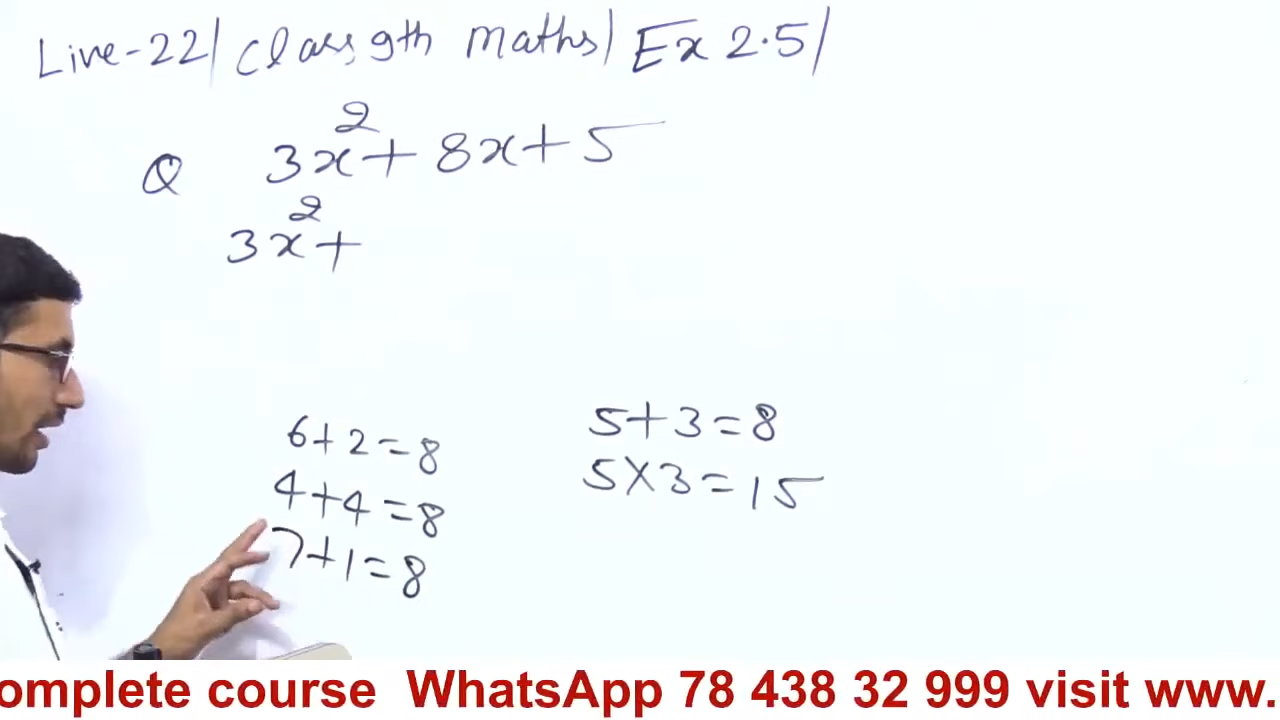 Live-22| Class 9th maths| Ex 2.5|
Q 3x²+ 8x+5
3x²+
6+2=8
4+4=8
7+1=8
5+3=8
5×3=15
omplete course WhatsApp 78 438 32 999 visit www.